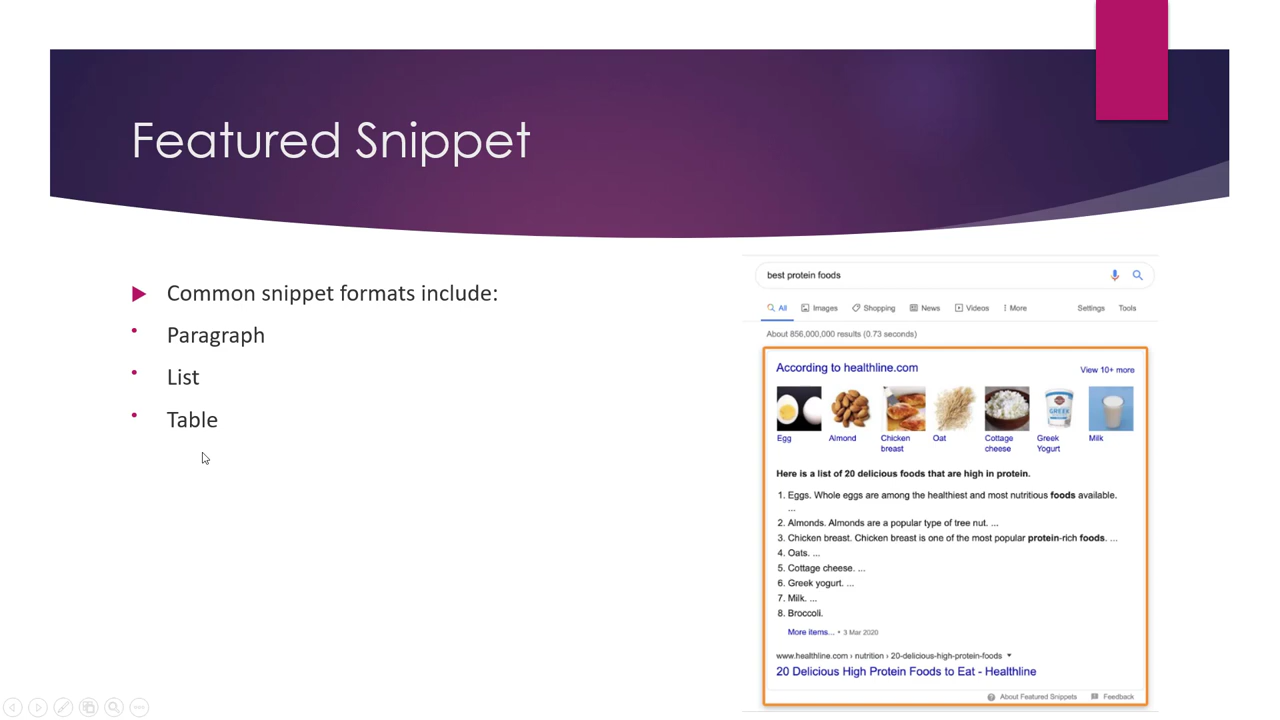 Featured Snippet
Common snippet formats include:
Paragraph
List
Table
best protein foods
All Images Shopping News Videos More Settings Tools
About 856,000,000 results (0.73 seconds)
According to healthline.com View 10+ more
Egg Almond Chicken breast Oat Cottage cheese Greek Yogurt Milk
Here is a list of 20 delicious foods that are high in protein.
1. Eggs. Whole eggs are among the healthiest and most nutritious foods available.
...
2. Almonds. Almonds are a popular type of tree nut. ...
3. Chicken breast. Chicken breast is one of the most popular protein-rich foods. ...
4. Oats. ...
5. Cottage cheese. ...
6. Greek yogurt. ...
7. Milk. ...
8. Broccoli.
More items... • 3 Mar 2020
www.healthline.com › nutrition › 20-delicious-high-protein-foods
20 Delicious High Protein Foods to Eat - Healthline
About Featured Snippets Feedback